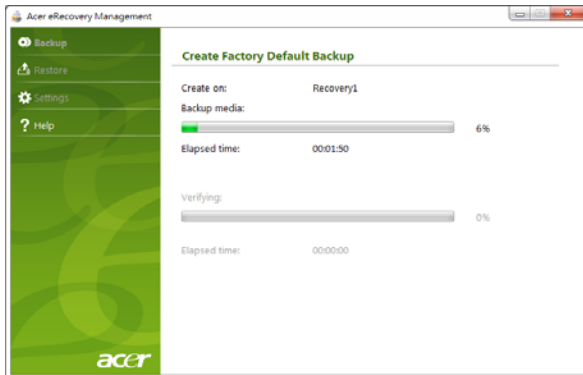 Acer eRecovery Management
Backup
Restore
Settings
Help
Create Factory Default Backup
Create on: Recovery1
Backup media:
6%
Elapsed time: 00:01:50
Verifying:
0%
Elapsed time: 00:00:00
acer